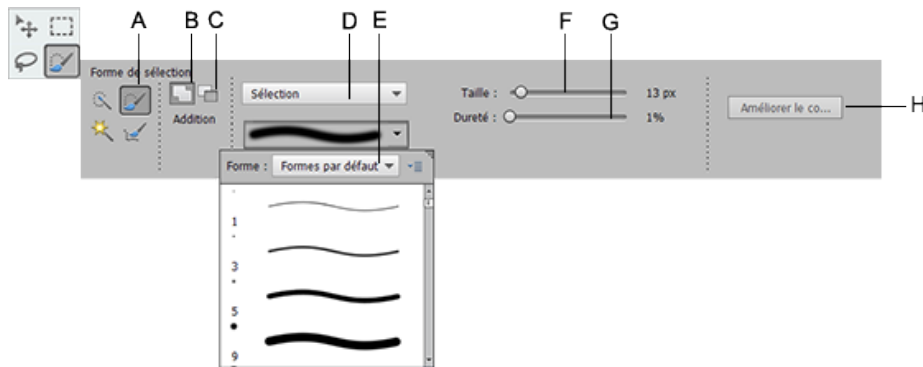 A B C D E F G
Forme de sélection
Sélection
Taille : 13 px
Addition
Dureté : 1%
Améliorer le co...
H
Forme : Formes par défaut
1
3
5
9